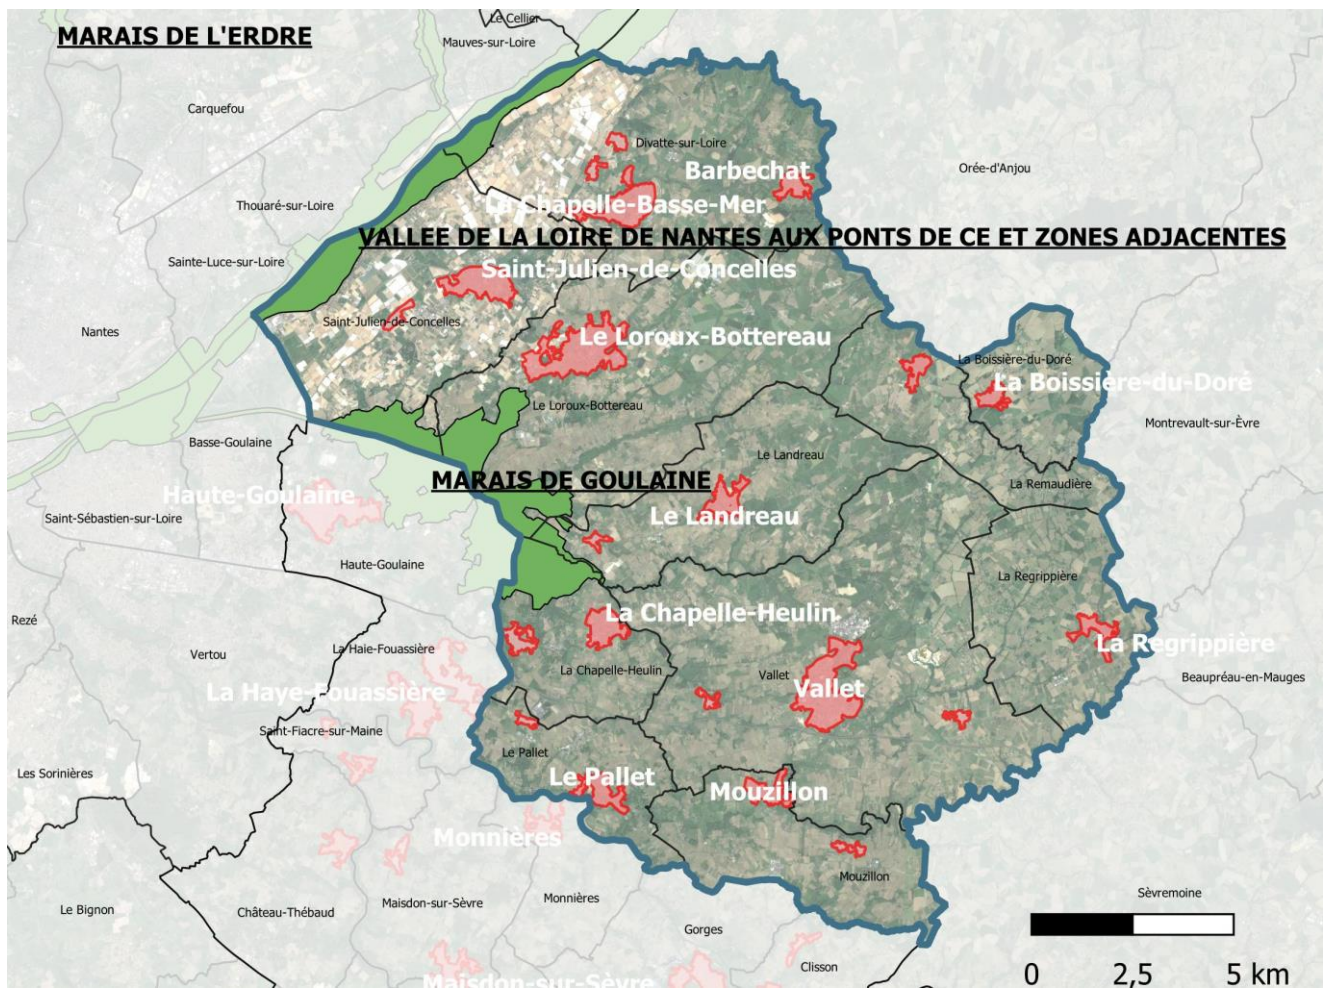 Le Cellier
MARAIS DE L'ERDRE
Mauves-sur-Loire
Carquefou
Divatte-sur-Loire
Barbechat
Orée-d'Anjou
Thouaré-sur-Loire
La Chapelle-Basse-Mer
VALLEE DE LA LOIRE DE NANTES AUX PONTS DE CE ET ZONES ADJACENTES
Sainte-Luce-sur-Loire
Saint-Julien-de-Concelles
Saint-Julien-de-Concelles
Nantes
Le Loroux-Bottereau
La Boissière-du-Doré
La Boissière-du-Doré
Le Loroux-Bottereau
Montrevault-sur-Èvre
Basse-Goulaine
Le Landreau
MARAIS DE GOULAINE
La Remaudière
Haute-Goulaine
Saint-Sébastien-sur-Loire
Le Landreau
Haute-Goulaine
La Regrippière
La Chapelle-Heulin
Rezé
La Regrippière
La Haie-Fouassière
Vertou
La Chapelle-Heulin
Vallet
Beaupréau-en-Mauges
La Haye-Fouassière
Vallet
Saint-Fiacre-sur-Maine
Le Pallet
Les Sorinières
Le Pallet
Mouzillon
Monnières
Mouzillon
Sèvremoine
Monnières
Maisdon-sur-Sèvre
Le Bignon
Château-Thébaud
Gorges
Clisson
Maisdon-sur-Sèvre
0 2,5 5 km